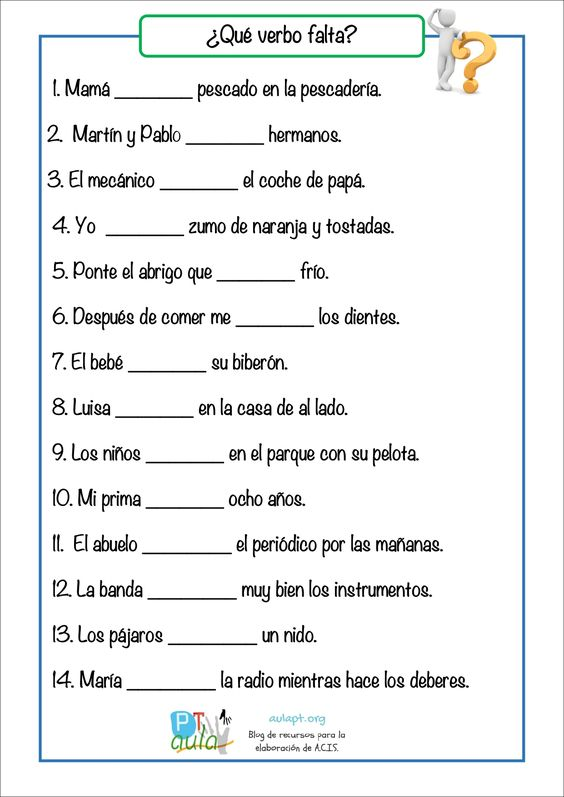 ¿Qué verbo falta?
1. Mamá ________ pescado en la pescadería.
2. Martín y Pablo ________ hermanos.
3. El mecánico ________ el coche de papá.
4. Yo ________ zumo de naranja y tostadas.
5. Ponte el abrigo que ________ frío.
6. Después de comer me ________ los dientes.
7. El bebé ________ su biberón.
8. Luisa ________ en la casa de al lado.
9. Los niños ________ en el parque con su pelota.
10. Mi prima ________ ocho años.
11. El abuelo _________ el periódico por las mañanas.
12. La banda _________ muy bien los instrumentos.
13. Los pájaros _________ un nido.
14. María _________ la radio mientras hace los deberes.
PT
aula
aulapt.org
Blog de recursos para la
elaboración de A.C.I.S.